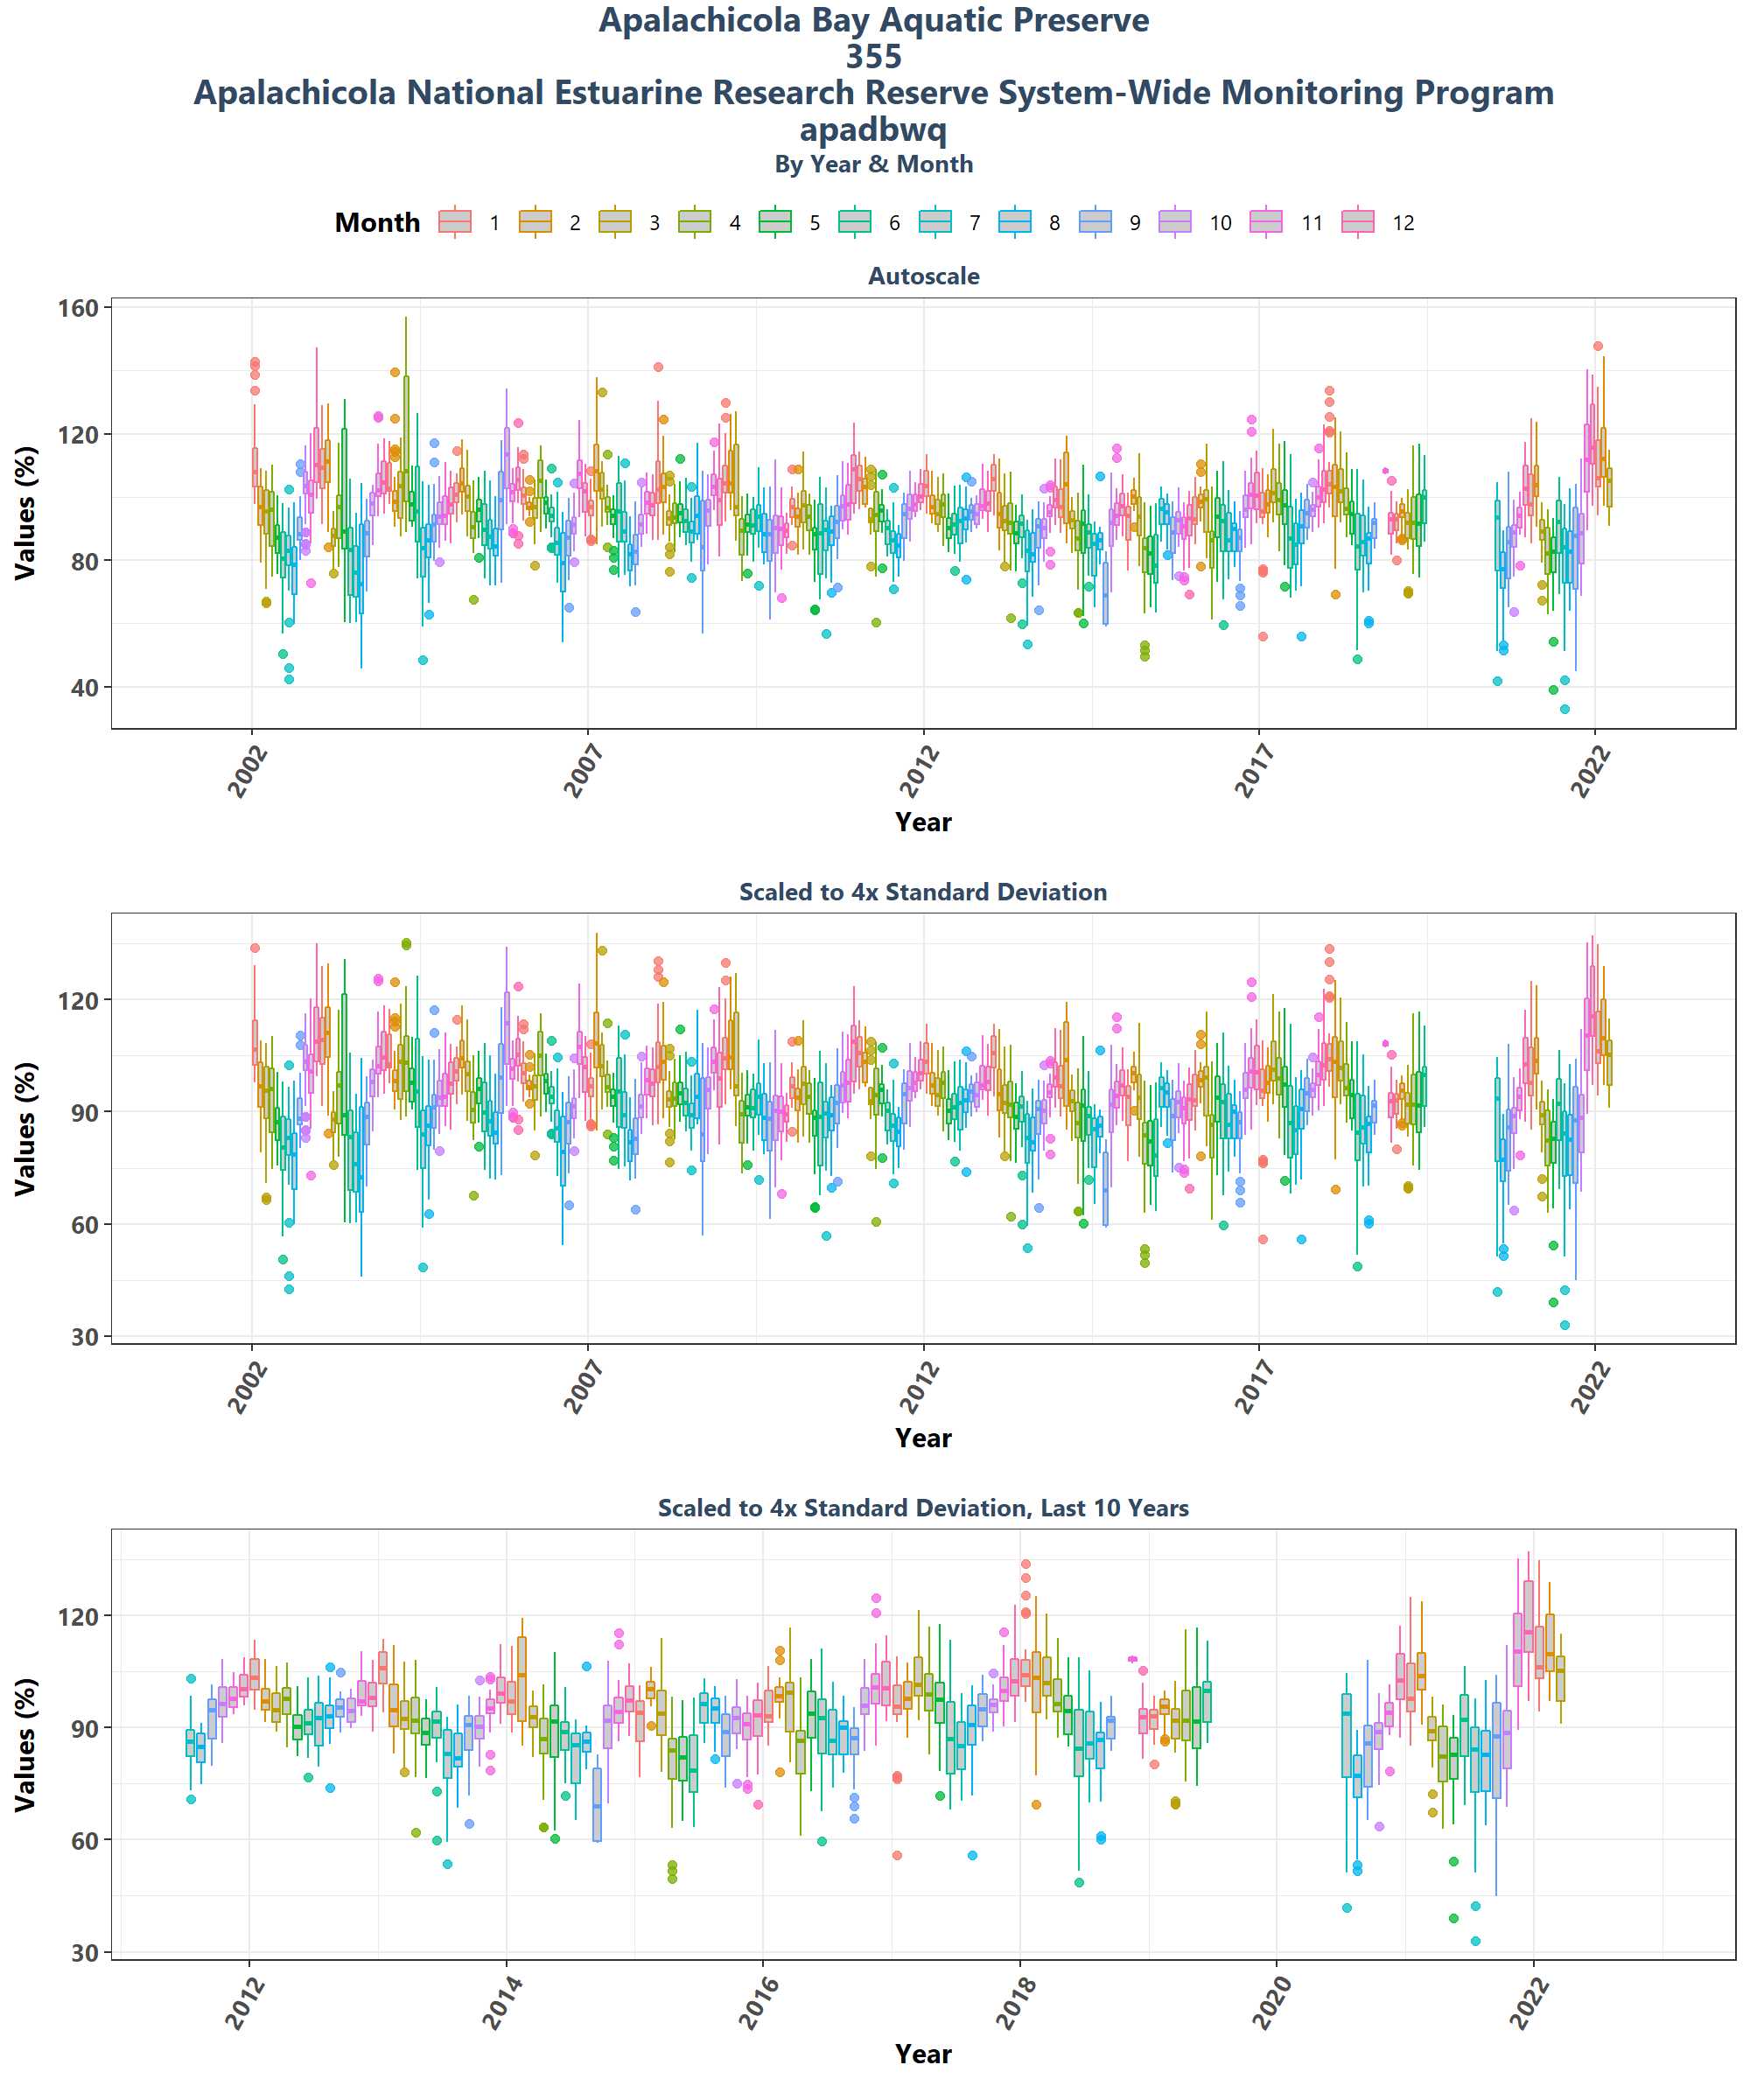 Apalachicola Bay Aquatic Preserve
355
Apalachicola National Estuarine Research Reserve System-Wide Monitoring Program
apadbwq
By Year & Month
Month 1 2 3 4 5 6 7 8 9 10 11 12
Autoscale
Values (%)
160
120
80
40
2002 2007 2012 2017 2022
Year
Scaled to 4x Standard Deviation
Values (%)
120
90
60
30
2002 2007 2012 2017 2022
Year
Scaled to 4x Standard Deviation, Last 10 Years
Values (%)
120
90
60
30
2012 2014 2016 2018 2020 2022
Year